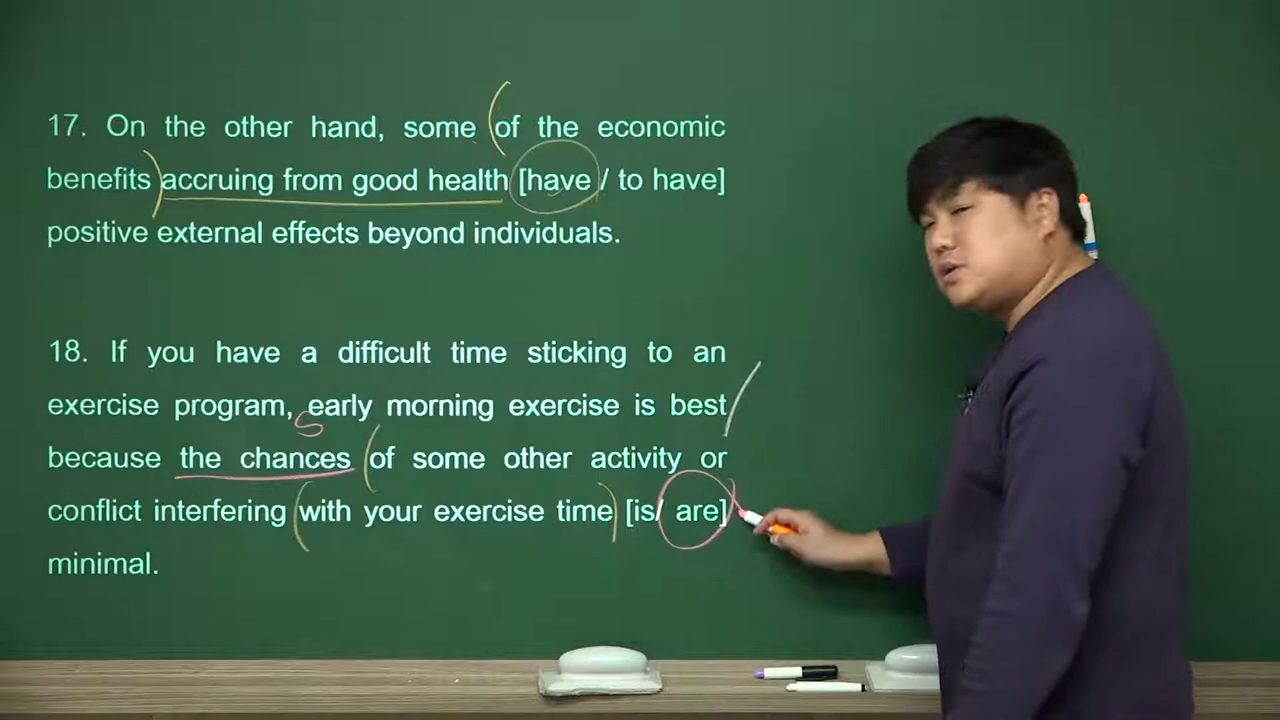 17. On the other hand, some of the economic
benefits accruing from good health [have / to have]
positive external effects beyond individuals.
18. If you have a difficult time sticking to an
exercise program, early morning exercise is best
S
because the chances of some other activity or
conflict interfering with your exercise time [is/ are]
minimal.